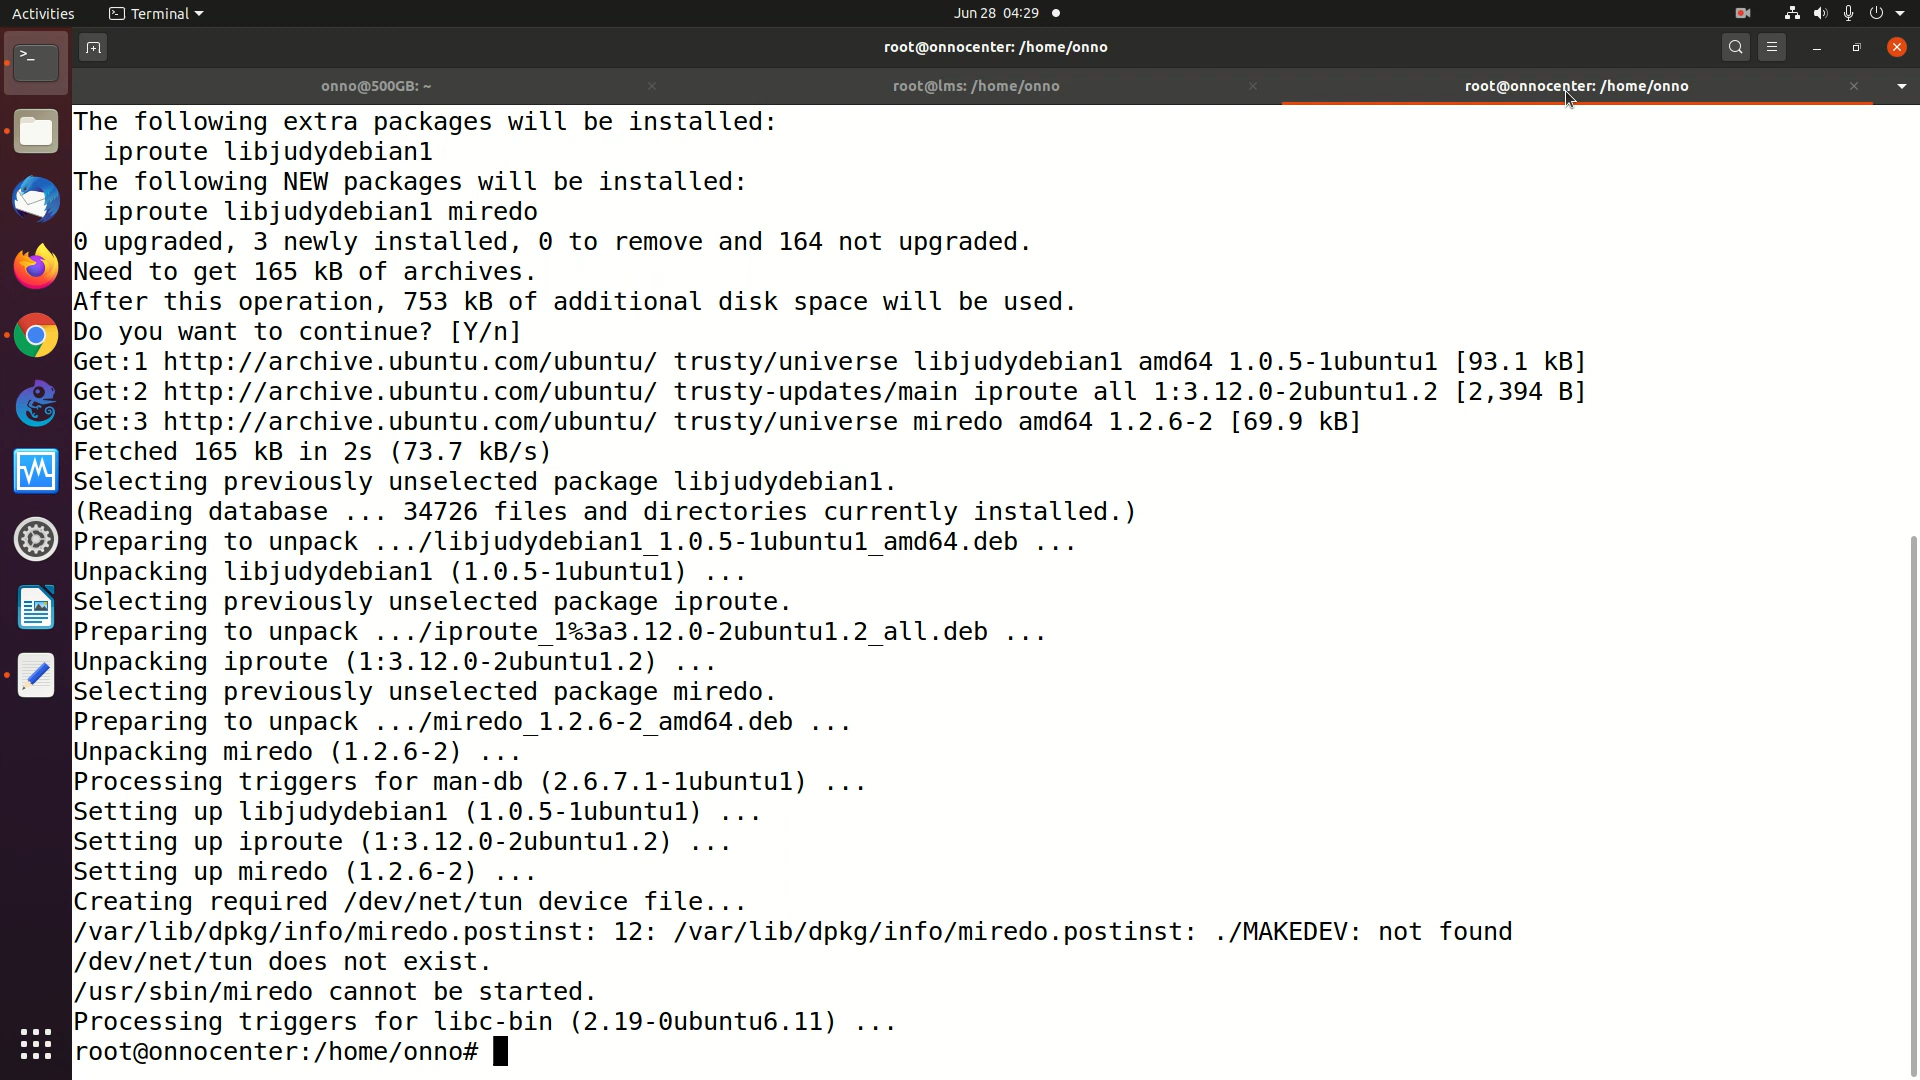 Activities
Terminal
Jun 28 04:29
root@onnocenter: /home/onno
onno@500GB: ~
root@lms: /home/onno
root@onnocenter: /home/onno
The following extra packages will be installed:
iproute libjudydebian1
The following NEW packages will be installed:
iproute libjudydebian1 miredo
0 upgraded, 3 newly installed, 0 to remove and 164 not upgraded.
Need to get 165 kB of archives.
After this operation, 753 kB of additional disk space will be used.
Do you want to continue? [Y/n]
Get:1 http://archive.ubuntu.com/ubuntu/ trusty/universe libjudydebian1 amd64 1.0.5-1ubuntu1 [93.1 kB]
Get:2 http://archive.ubuntu.com/ubuntu/ trusty-updates/main iproute all 1:3.12.0-2ubuntu1.2 [2,394 B]
Get:3 http://archive.ubuntu.com/ubuntu/ trusty/universe miredo amd64 1.2.6-2 [69.9 kB]
Fetched 165 kB in 2s (73.7 kB/s)
Selecting previously unselected package libjudydebian1.
(Reading database ... 34726 files and directories currently installed.)
Preparing to unpack .../libjudydebian1_1.0.5-1ubuntu1_amd64.deb ...
Unpacking libjudydebian1 (1.0.5-1ubuntu1) ...
Selecting previously unselected package iproute.
Preparing to unpack .../iproute_1%3a3.12.0-2ubuntu1.2_all.deb ...
Unpacking iproute (1:3.12.0-2ubuntu1.2) ...
Selecting previously unselected package miredo.
Preparing to unpack .../miredo_1.2.6-2_amd64.deb ...
Unpacking miredo (1.2.6-2) ...
Processing triggers for man-db (2.6.7.1-1ubuntu1) ...
Setting up libjudydebian1 (1.0.5-1ubuntu1) ...
Setting up iproute (1:3.12.0-2ubuntu1.2) ...
Setting up miredo (1.2.6-2) ...
Creating required /dev/net/tun device file...
/var/lib/dpkg/info/miredo.postinst: 12: /var/lib/dpkg/info/miredo.postinst: ./MAKEDEV: not found
/dev/net/tun does not exist.
/usr/sbin/miredo cannot be started.
Processing triggers for libc-bin (2.19-0ubuntu6.11) ...
root@onnocenter:/home/onno#